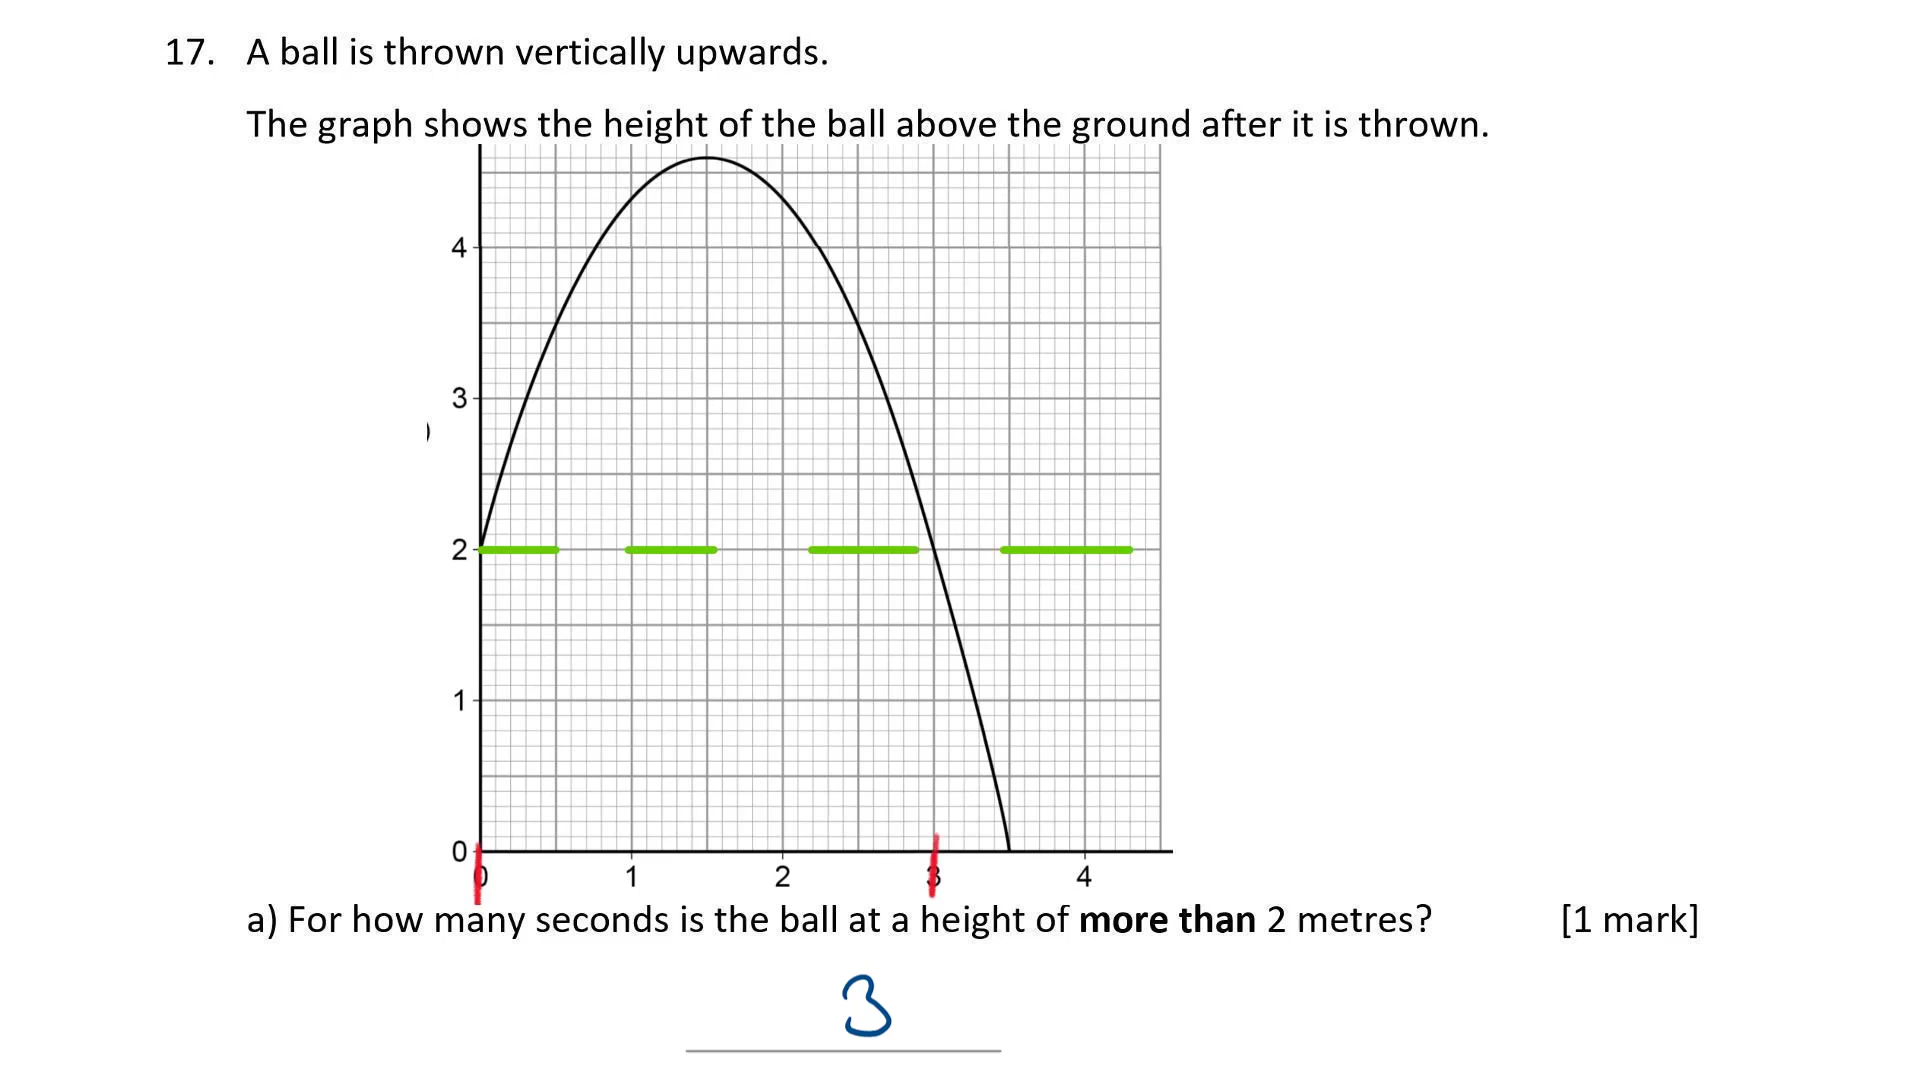 17. A ball is thrown vertically upwards.
The graph shows the height of the ball above the ground after it is thrown.
4
3
)
2
1
0
0 1 2 3 4
a) For how many seconds is the ball at a height of more than 2 metres? [1 mark]
3